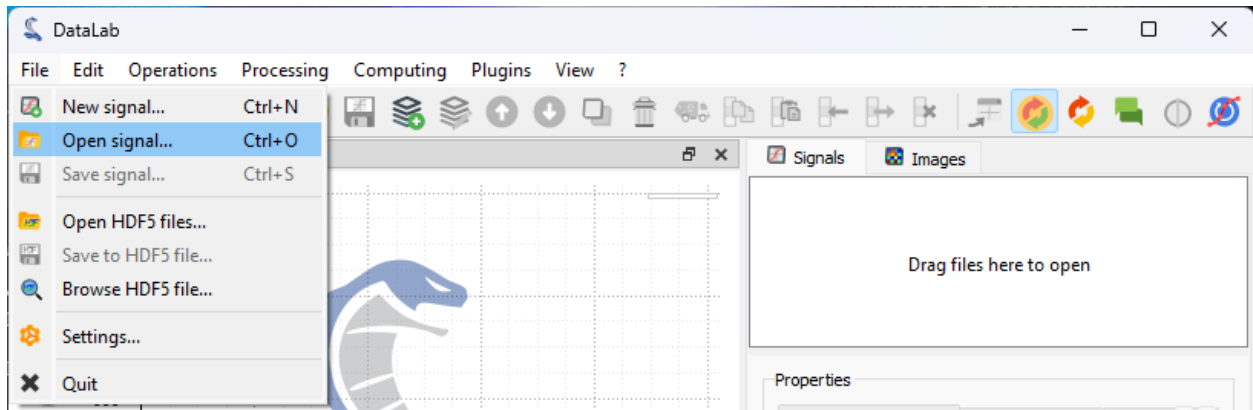 DataLab
File Edit Operations Processing Computing Plugins View ?
New signal... Ctrl+N
Open signal... Ctrl+O
Save signal... Ctrl+S
Open HDF5 files...
Save to HDF5 file...
Browse HDF5 file...
Settings...
Quit
Signals Images
Drag files here to open
Properties